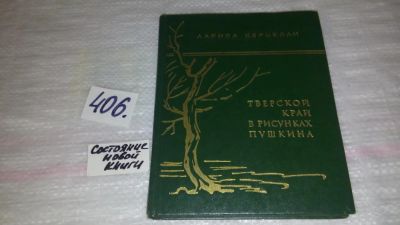 ЛАРИСА КЕРЦЕЛЛИ
ТВЕРСКОЙ
КРАЙ
В РИСУНКАХ
ПУШКИНА
406.
Состояние
новой
книги